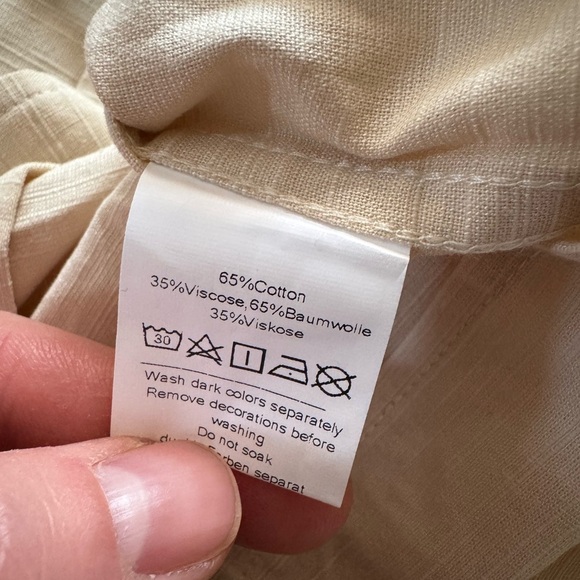 65%Cotton
35%Viscose,65%Baumwolle
35%Viskose
30
Wash dark colors separately
Remove decorations before
washing
Do not soak
Farben separat